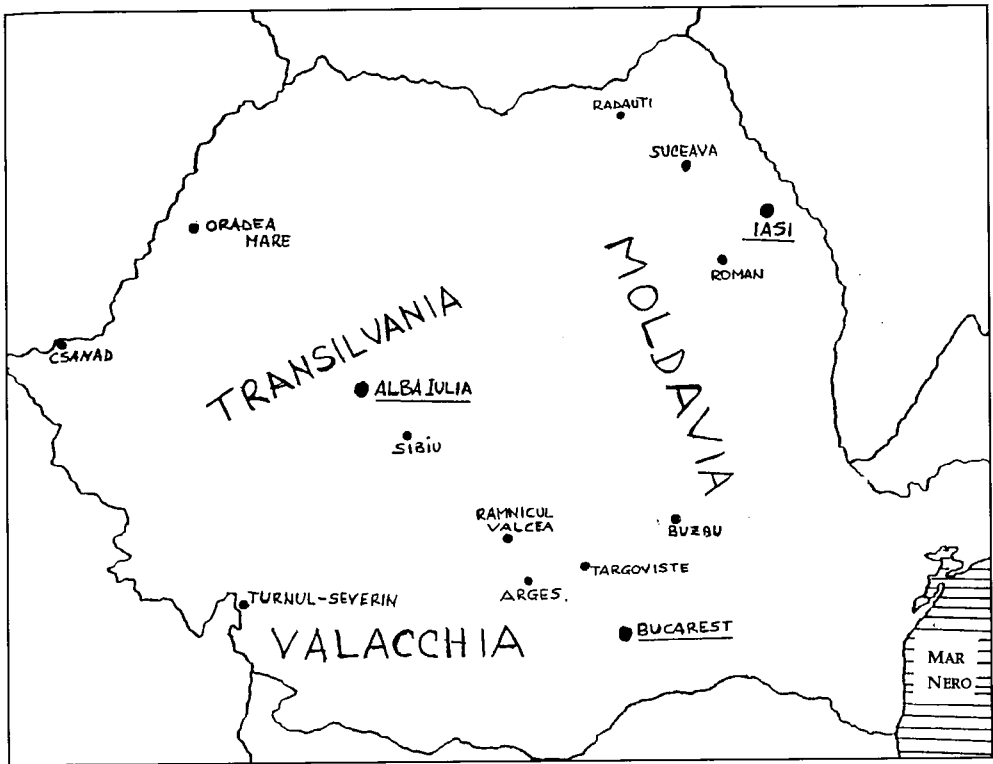 RADAUTI
SUCEAVA
IASI
ORADEA
MARE
ROMAN
MOLDAVIA
TRANSILVANIA
CSANAD
ALBA IULIA
SIBIU
RAMNICUL
VALCEA
BUZBU
TARGOVISTE
ARGES.
TURNUL-SEVERIN
VALACCHIA
BUCAREST
MAR
NERO